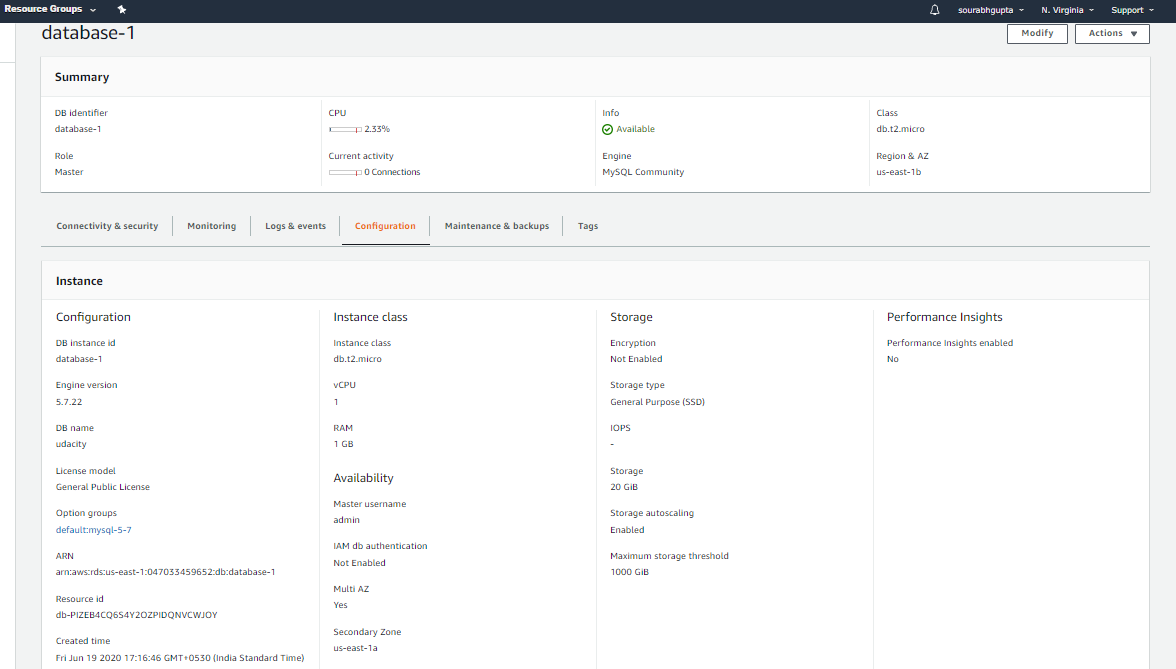 Resource Groups
sourabhgupta
N. Virginia
Support
database-1
Modify
Actions
Summary
DB identifier
database-1
Role
Master
CPU
2.33%
Current activity
0 Connections
Info
Available
Engine
MySQL Community
Class
db.t2.micro
Region & AZ
us-east-1b
Connectivity & security
Monitoring
Logs & events
Configuration
Maintenance & backups
Tags
Instance
Configuration
DB instance id
database-1
Engine version
5.7.22
DB name
udacity
License model
General Public License
Option groups
default:mysql-5-7
ARN
arn:aws:rds:us-east-1:047033459652:db:database-1
Resource id
db-PIZEB4CQ6S4Y2OZPIDQNVCWJOY
Created time
Fri Jun 19 2020 17:16:46 GMT+0530 (India Standard Time)
Instance class
Instance class
db.t2.micro
vCPU
1
RAM
1 GB
Availability
Master username
admin
IAM db authentication
Not Enabled
Multi AZ
Yes
Secondary Zone
us-east-1a
Storage
Encryption
Not Enabled
Storage type
General Purpose (SSD)
IOPS
-
Storage
20 GiB
Storage autoscaling
Enabled
Maximum storage threshold
1000 GiB
Performance Insights
Performance Insights enabled
No